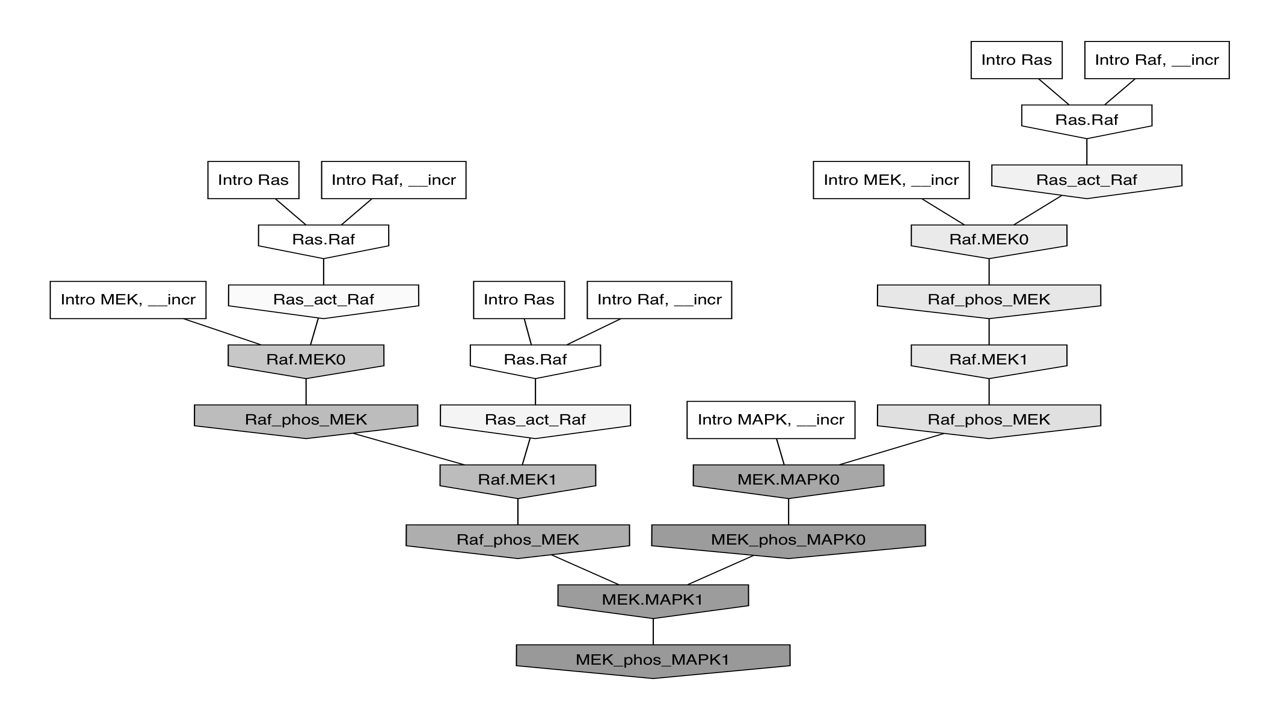 Intro Ras
Intro Raf, __incr
Ras.Raf
Intro Ras
Intro Raf, __incr
Intro MEK, __incr
Ras_act_Raf
Ras.Raf
Raf.MEK0
Intro MEK, __incr
Ras_act_Raf
Intro Ras
Intro Raf, __incr
Raf_phos_MEK
Raf.MEK0
Ras.Raf
Raf.MEK1
Raf_phos_MEK
Ras_act_Raf
Intro MAPK, __incr
Raf_phos_MEK
Raf.MEK1
MEK.MAPK0
Raf_phos_MEK
MEK_phos_MAPK0
MEK.MAPK1
MEK_phos_MAPK1